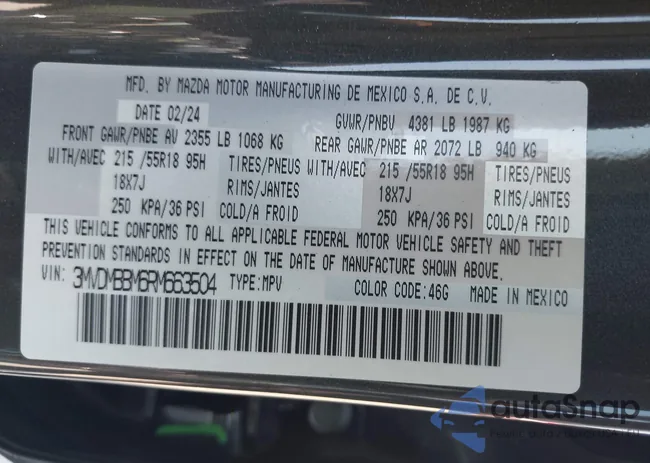 MFD. BY MAZDA MOTOR MANUFACTURING DE MEXICO S.A. DE C.V.
DATE 02/24 GVWR/PNBV 4381 LB 1987 KG
FRONT GAWR/PNBE AV 2355 LB 1068 KG REAR GAWR/PNBE AR 2072 LB 940 KG
WITH/AVEC 215 /55R18 95H TIRES/PNEUS WITH/AVEC 215 /55R18 95H TIRES/PNEUS
18X7J RIMS/JANTES 18X7J RIMS/JANTES
250 KPA/36 PSI COLD/A FROID 250 KPA/36 PSI COLD/A FROID
THIS VEHICLE CONFORMS TO ALL APPLICABLE FEDERAL MOTOR VEHICLE SAFETY AND THEFT
PREVENTION STANDARDS IN EFFECT ON THE DATE OF MANUFACTURE SHOWN ABOVE.
VIN: 3MVDMBBM6RM663504 TYPE:MPV COLOR CODE:46G MADE IN MEXICO
autoSnap